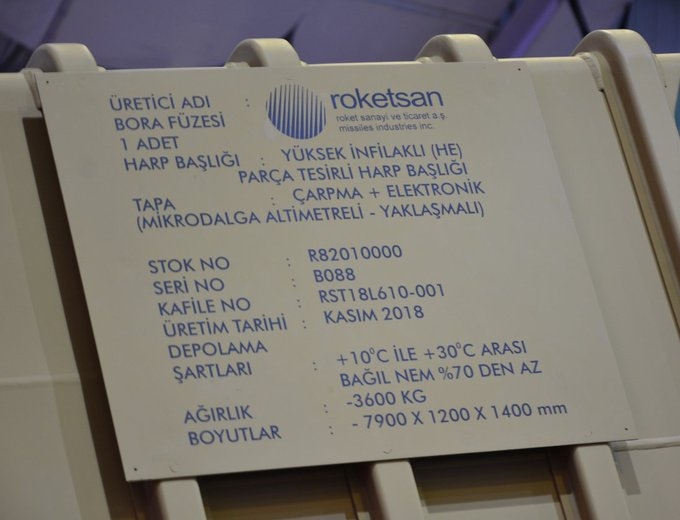 ÜRETİCİ ADI : roketsan
roket sanayi ve ticaret a.ş.
missiles industries inc.
BORA FÜZESİ
1 ADET
HARP BAŞLIĞI : YÜKSEK İNFİLAKLI (HE)
PARÇA TESİRLİ HARP BAŞLIĞI
TAPA : ÇARPMA + ELEKTRONİK
(MİKRODALGA ALTİMETRELİ - YAKLAŞMALI)
STOK NO : R82010000
SERİ NO : B088
KAFİLE NO : RST18L610-001
ÜRETİM TARİHİ : KASIM 2018
DEPOLAMA
ŞARTLARI : +10°C İLE +30°C ARASI
BAĞIL NEM %70 DEN AZ
AĞIRLIK : -3600 KG
BOYUTLAR : - 7900 X 1200 X 1400 mm